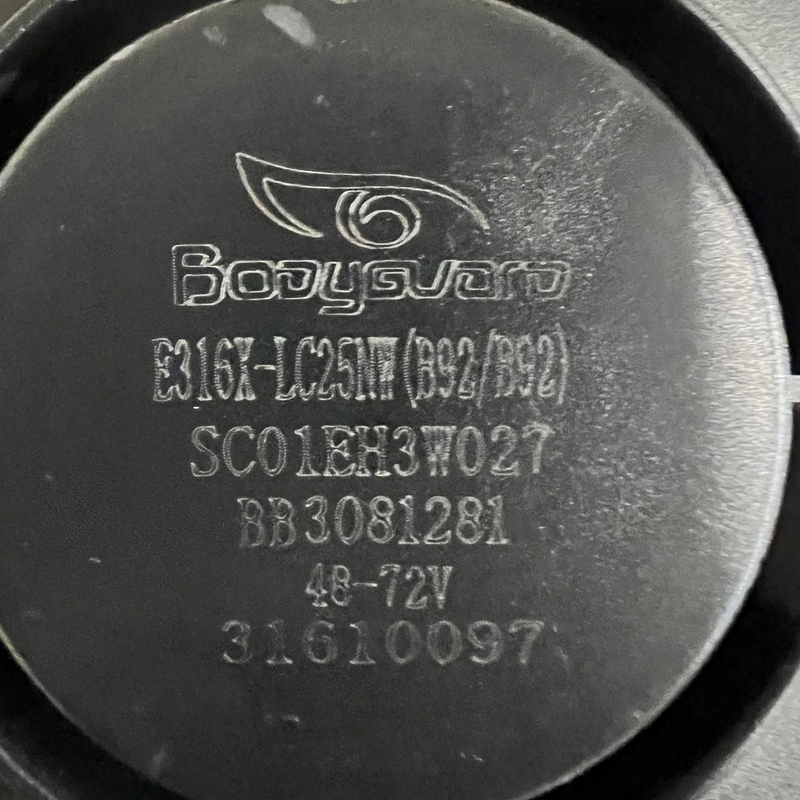 Bodyguard
E316X-LC25NW(B92/B92)
SC01EH3W027
BB3081281
48-72V
31610097